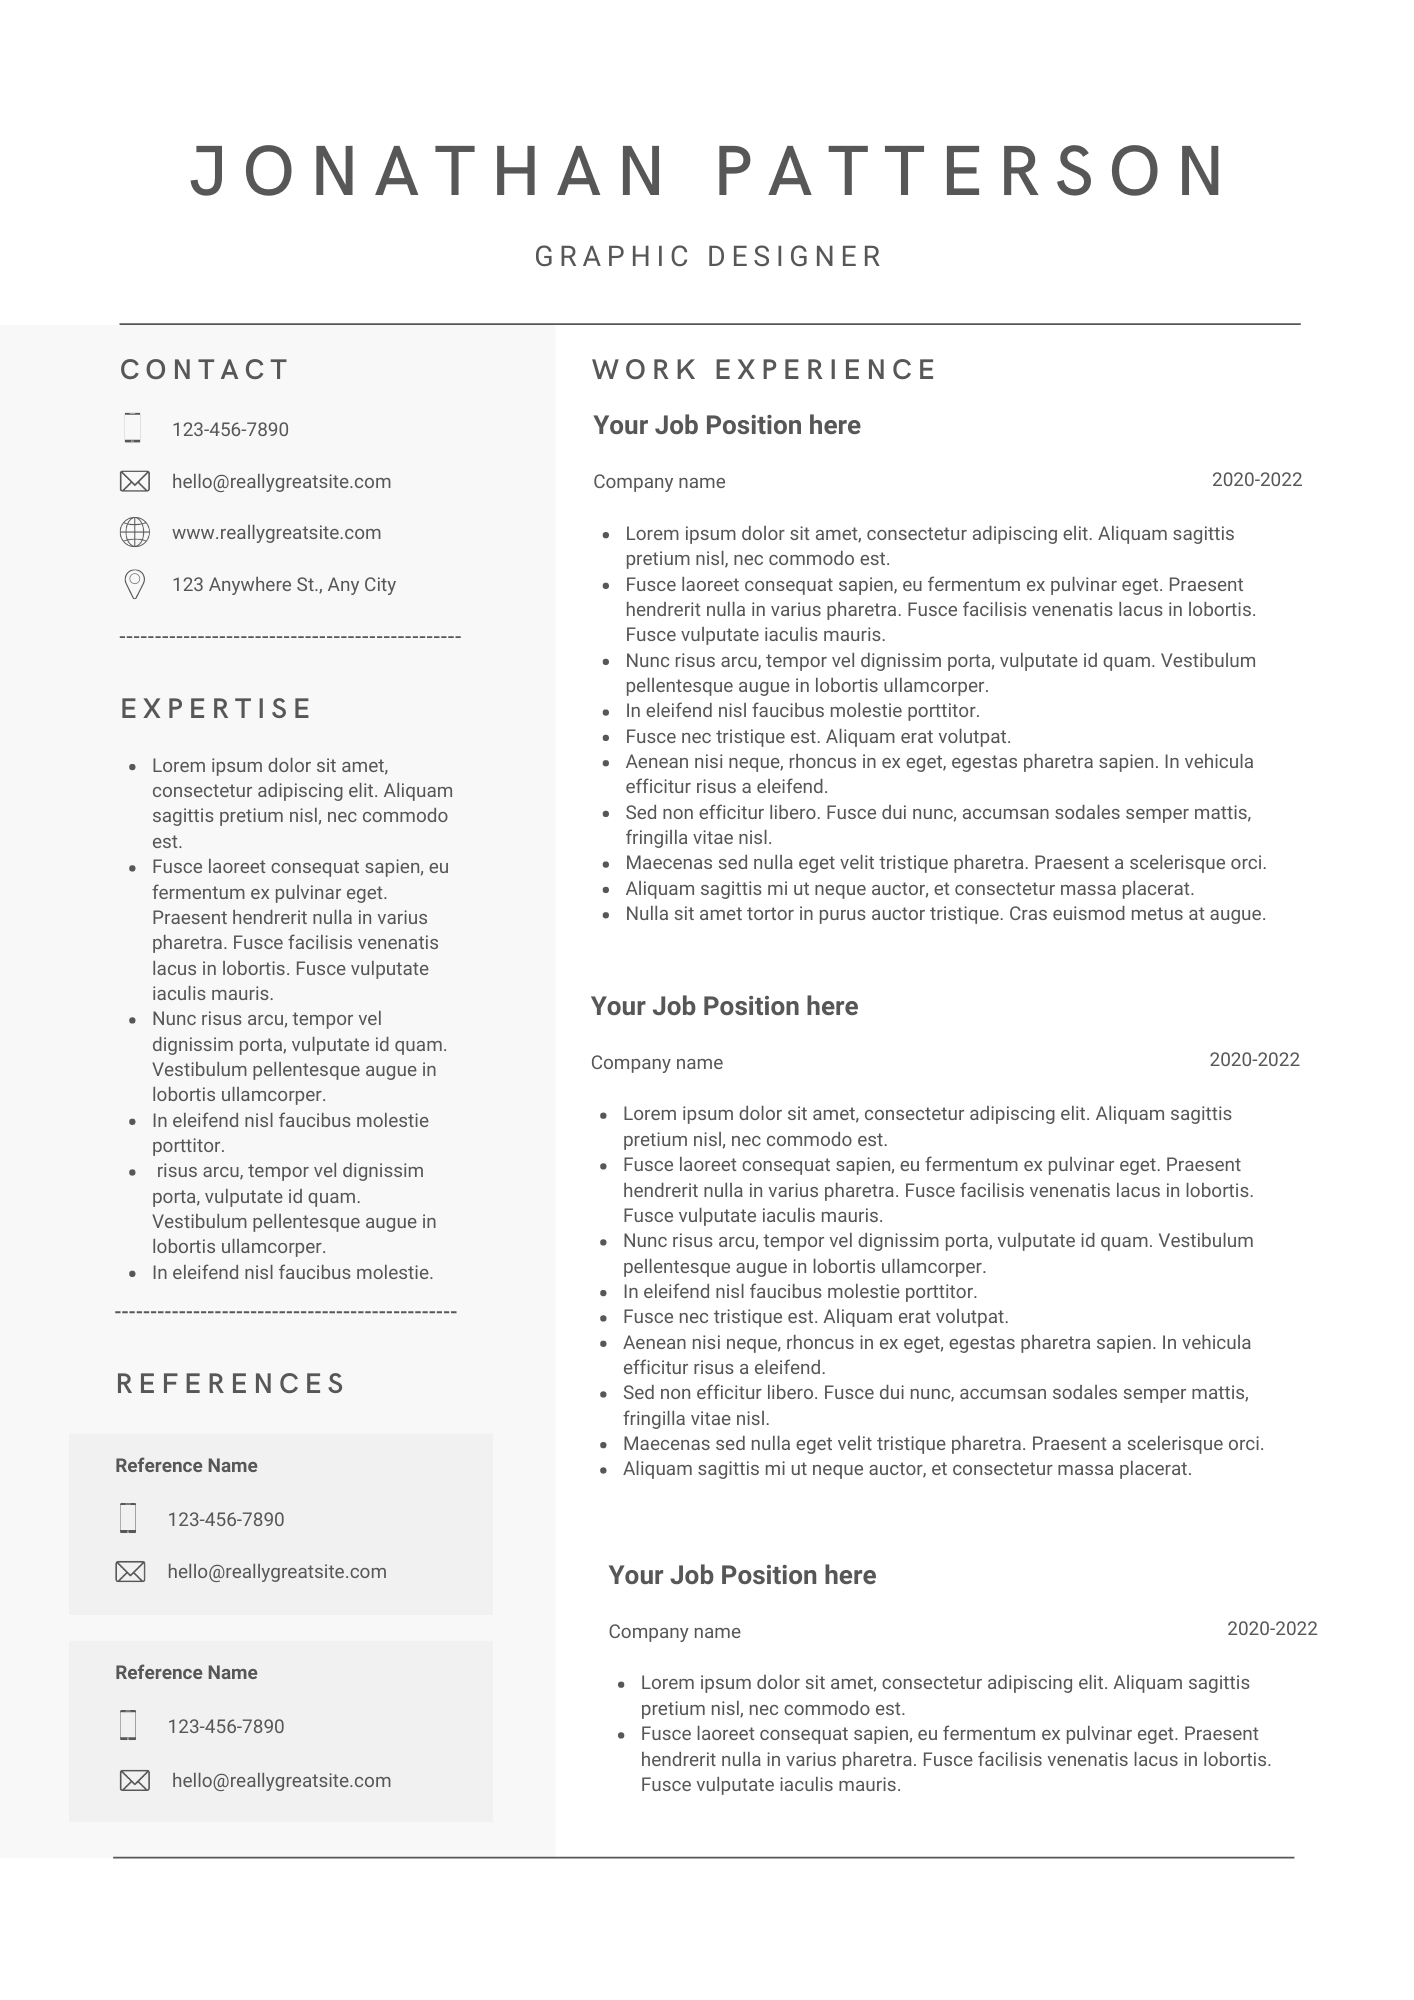 JONATHAN PATTERSON
GRAPHIC DESIGNER
CONTACT
123-456-7890
hello@reallygreatsite.com
www.reallygreatsite.com
123 Anywhere St., Any City
EXPERTISE
Lorem ipsum dolor sit amet,
consectetur adipiscing elit. Aliquam
sagittis pretium nisl, nec commodo
est.
Fusce laoreet consequat sapien, eu
fermentum ex pulvinar eget.
Praesent hendrerit nulla in varius
pharetra. Fusce facilisis venenatis
lacus in lobortis. Fusce vulputate
iaculis mauris.
Nunc risus arcu, tempor vel
dignissim porta, vulputate id quam.
Vestibulum pellentesque augue in
lobortis ullamcorper.
In eleifend nisl faucibus molestie
porttitor.
risus arcu, tempor vel dignissim
porta, vulputate id quam.
Vestibulum pellentesque augue in
lobortis ullamcorper.
In eleifend nisl faucibus molestie.
REFERENCES
Reference Name
123-456-7890
hello@reallygreatsite.com
Reference Name
123-456-7890
hello@reallygreatsite.com
WORK EXPERIENCE
Your Job Position here
Company name 2020-2022
Lorem ipsum dolor sit amet, consectetur adipiscing elit. Aliquam sagittis
pretium nisl, nec commodo est.
Fusce laoreet consequat sapien, eu fermentum ex pulvinar eget. Praesent
hendrerit nulla in varius pharetra. Fusce facilisis venenatis lacus in lobortis.
Fusce vulputate iaculis mauris.
Nunc risus arcu, tempor vel dignissim porta, vulputate id quam. Vestibulum
pellentesque augue in lobortis ullamcorper.
In eleifend nisl faucibus molestie porttitor.
Fusce nec tristique est. Aliquam erat volutpat.
Aenean nisi neque, rhoncus in ex eget, egestas pharetra sapien. In vehicula
efficitur risus a eleifend.
Sed non efficitur libero. Fusce dui nunc, accumsan sodales semper mattis,
fringilla vitae nisl.
Maecenas sed nulla eget velit tristique pharetra. Praesent a scelerisque orci.
Aliquam sagittis mi ut neque auctor, et consectetur massa placerat.
Nulla sit amet tortor in purus auctor tristique. Cras euismod metus at augue.
Your Job Position here
Company name 2020-2022
Lorem ipsum dolor sit amet, consectetur adipiscing elit. Aliquam sagittis
pretium nisl, nec commodo est.
Fusce laoreet consequat sapien, eu fermentum ex pulvinar eget. Praesent
hendrerit nulla in varius pharetra. Fusce facilisis venenatis lacus in lobortis.
Fusce vulputate iaculis mauris.
Nunc risus arcu, tempor vel dignissim porta, vulputate id quam. Vestibulum
pellentesque augue in lobortis ullamcorper.
In eleifend nisl faucibus molestie porttitor.
Fusce nec tristique est. Aliquam erat volutpat.
Aenean nisi neque, rhoncus in ex eget, egestas pharetra sapien. In vehicula
efficitur risus a eleifend.
Sed non efficitur libero. Fusce dui nunc, accumsan sodales semper mattis,
fringilla vitae nisl.
Maecenas sed nulla eget velit tristique pharetra. Praesent a scelerisque orci.
Aliquam sagittis mi ut neque auctor, et consectetur massa placerat.
Your Job Position here
Company name 2020-2022
Lorem ipsum dolor sit amet, consectetur adipiscing elit. Aliquam sagittis
pretium nisl, nec commodo est.
Fusce laoreet consequat sapien, eu fermentum ex pulvinar eget. Praesent
hendrerit nulla in varius pharetra. Fusce facilisis venenatis lacus in lobortis.
Fusce vulputate iaculis mauris.